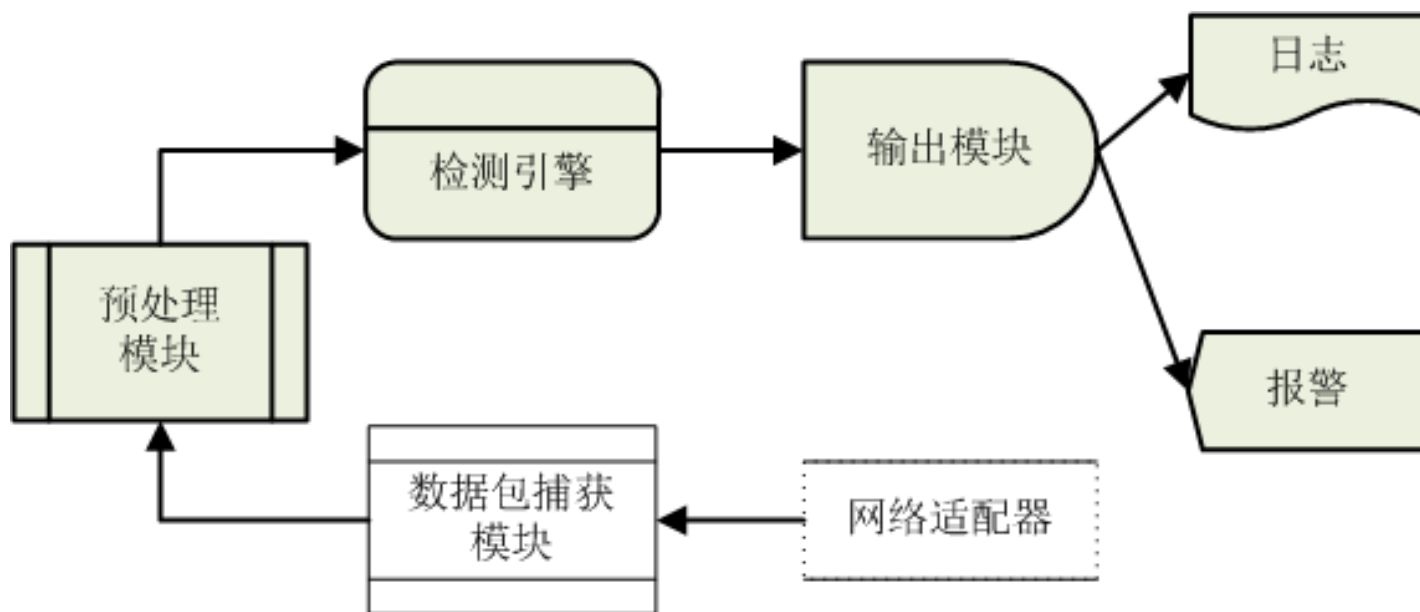 日志
检测引擎
输出模块
预处理
模块
报警
数据包捕获
模块
网络适配器